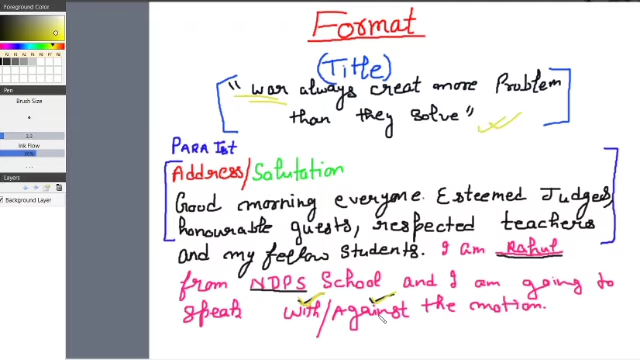 Foreground Color
Pen
Brush Size
Ink Flow
Layers
Background Layer
Format
(Title)
"war always creat more Problem
than they solve"
PARA Ist
Address/Salutation
Good morning everyone. Esteemed Judges,
honourable guests, respected teachers
and my fellow students. I am Rahul
from NDPS School and I am going to
speak with/Against the motion.